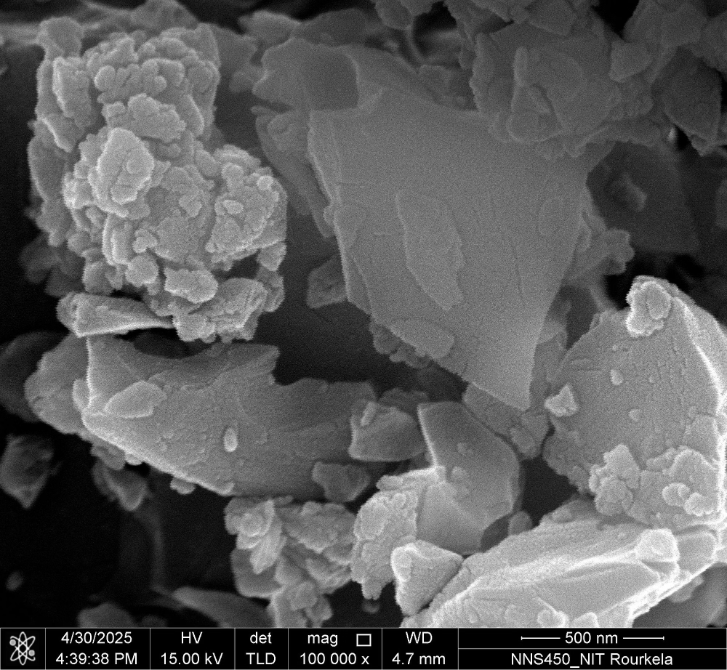 4/30/2025 HV det mag □ WD 500 nm
4:39:38 PM 15.00 kV TLD 100 000 x 4.7 mm NNS450_NIT Rourkela